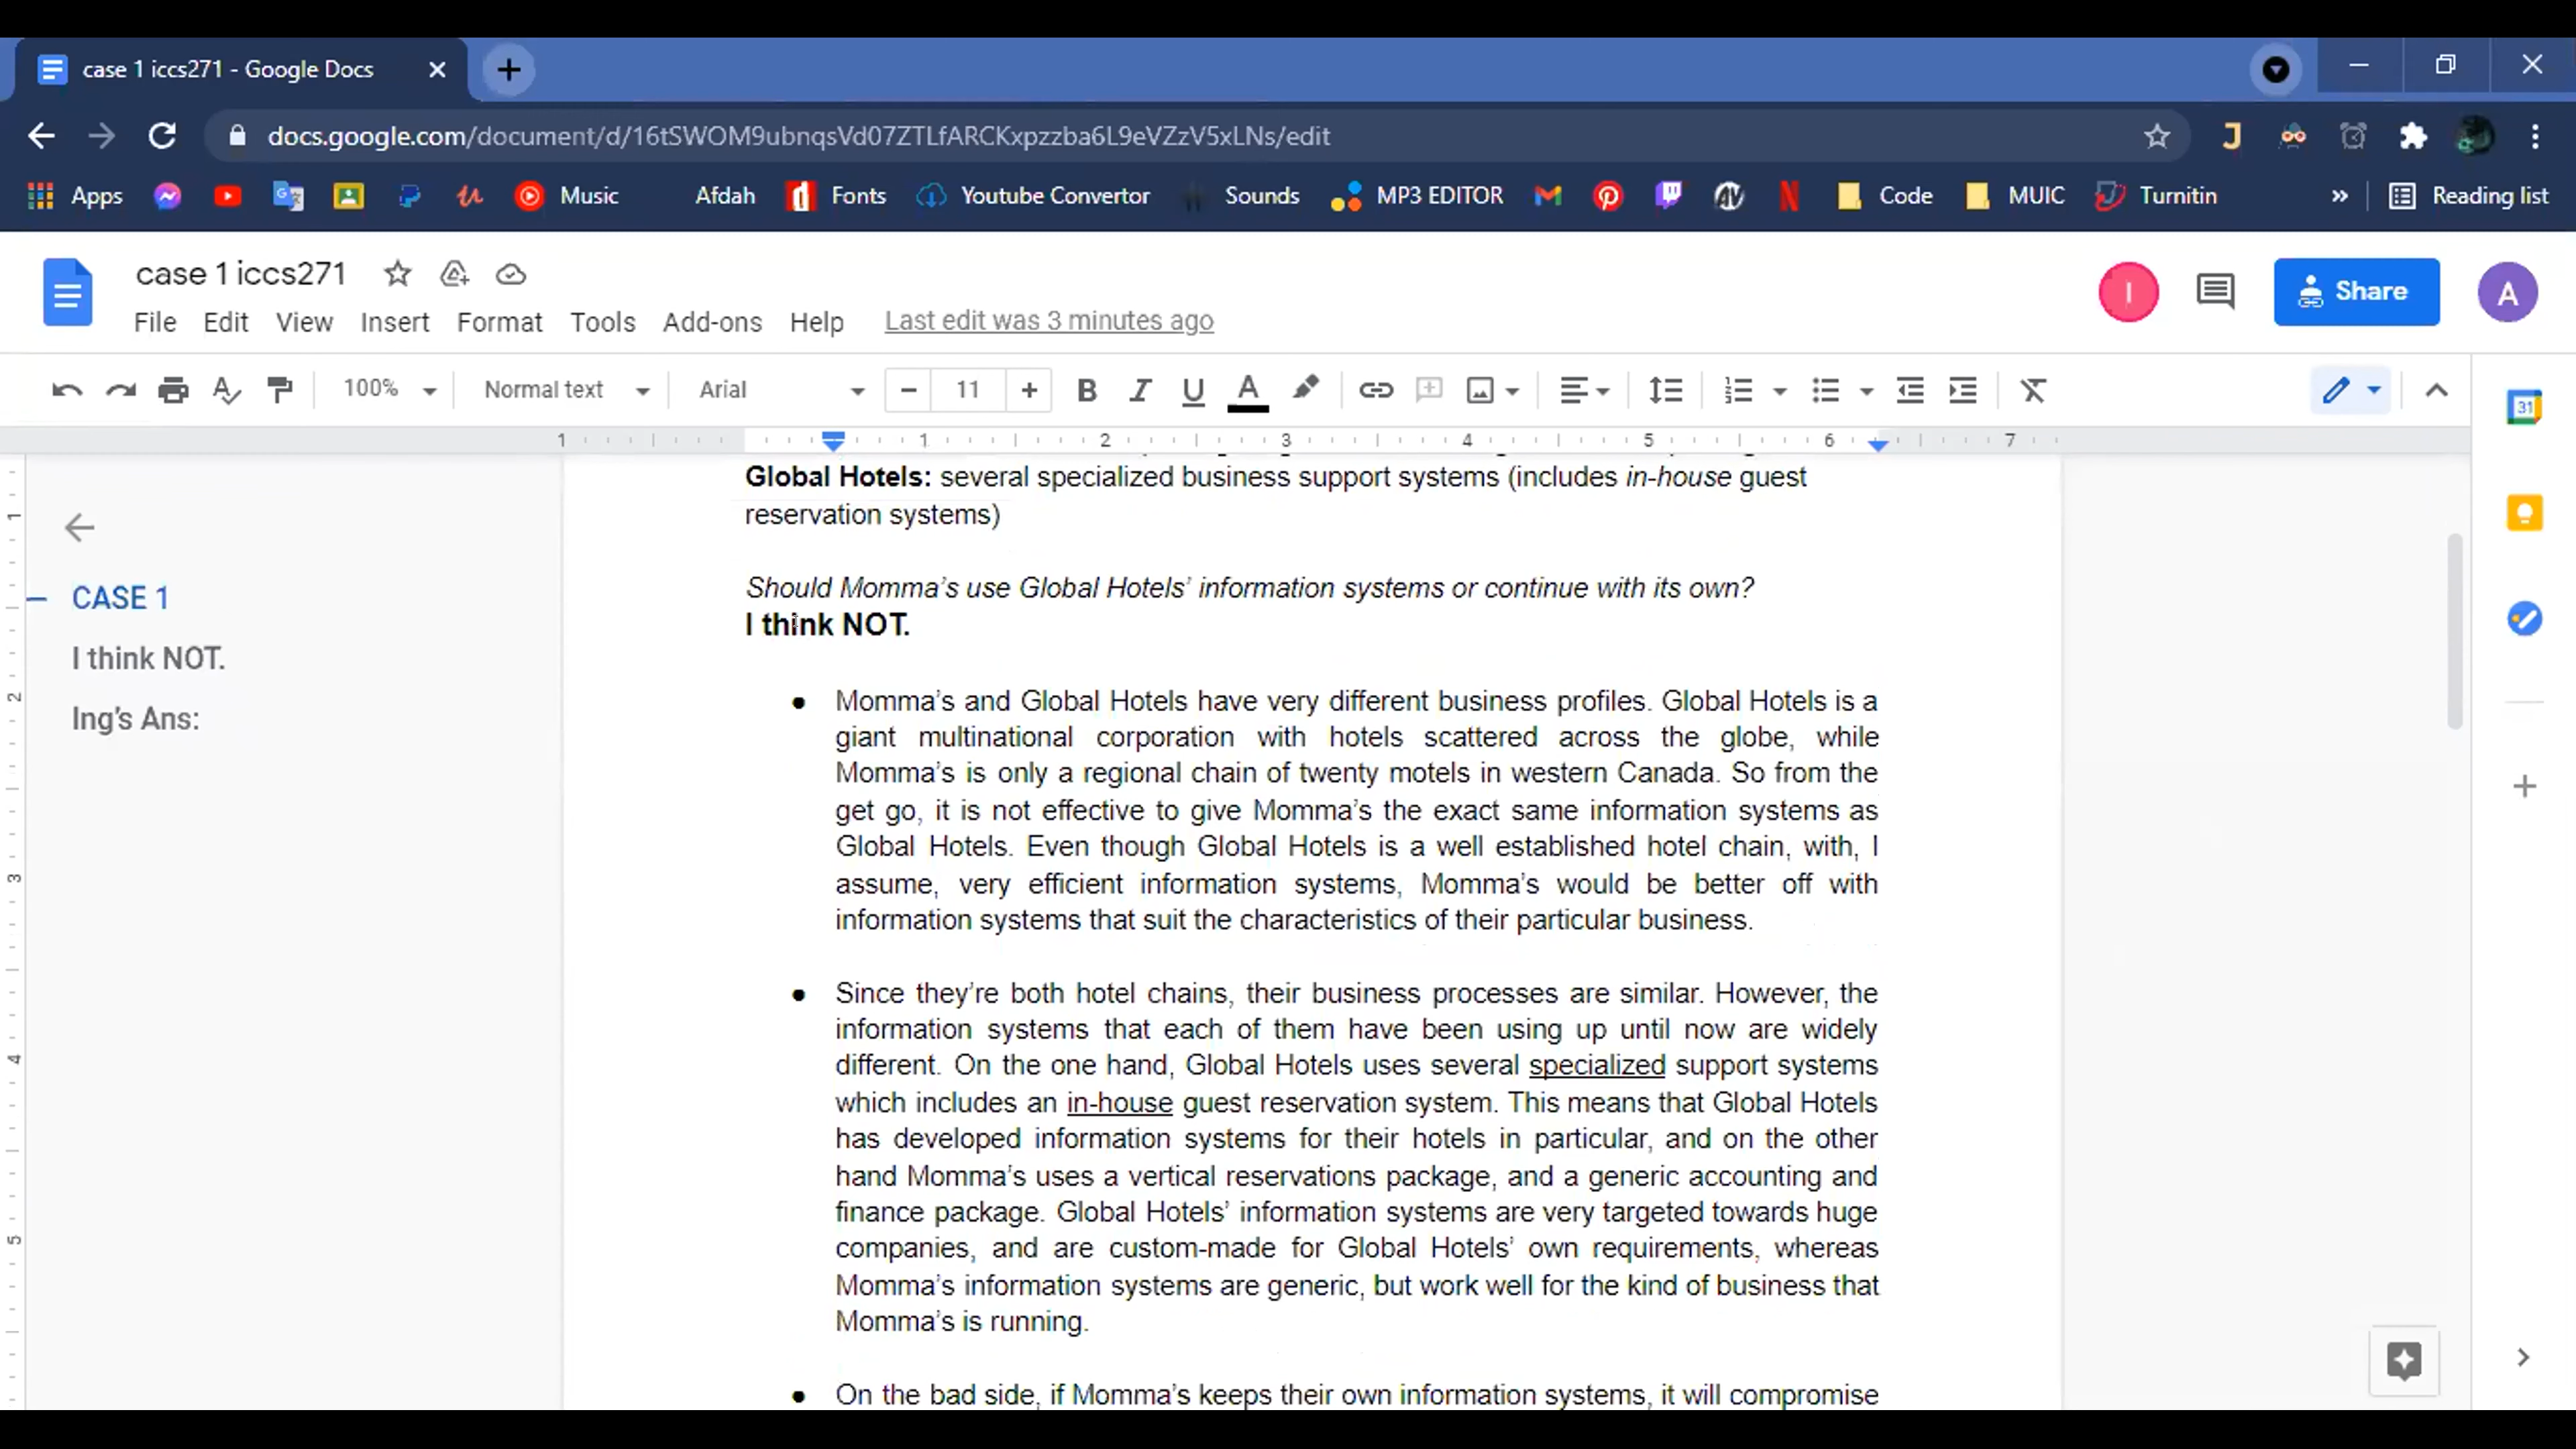 case 1 iccs271 - Google Docs
docs.google.com/document/d/16tSWOM9ubnqsVd07ZTLfARCKxpzzba6L9eVZzV5xLNs/edit
Apps Music Afdah Fonts Youtube Convertor Sounds MP3 EDITOR Code MUIC Turnitin » Reading list
case 1 iccs271
I Share A
File Edit View Insert Format Tools Add-ons Help Last edit was 3 minutes ago
100% Normal text Arial 11
1 1 2 3 4 5 6 7
Global Hotels: several specialized business support systems (includes in-house guest
reservation systems)
CASE 1
I think NOT.
Ing's Ans:
Should Momma's use Global Hotels' information systems or continue with its own?
I think NOT.
● Momma's and Global Hotels have very different business profiles. Global Hotels is a
giant multinational corporation with hotels scattered across the globe, while
Momma's is only a regional chain of twenty motels in western Canada. So from the
get go, it is not effective to give Momma's the exact same information systems as
Global Hotels. Even though Global Hotels is a well established hotel chain, with, I
assume, very efficient information systems, Momma's would be better off with
information systems that suit the characteristics of their particular business.
● Since they're both hotel chains, their business processes are similar. However, the
information systems that each of them have been using up until now are widely
different. On the one hand, Global Hotels uses several specialized support systems
which includes an in-house guest reservation system. This means that Global Hotels
has developed information systems for their hotels in particular, and on the other
hand Momma's uses a vertical reservations package, and a generic accounting and
finance package. Global Hotels' information systems are very targeted towards huge
companies, and are custom-made for Global Hotels' own requirements, whereas
Momma's information systems are generic, but work well for the kind of business that
Momma's is running.
● On the bad side, if Momma's keeps their own information systems, it will compromise
1
2
3
4
5
31